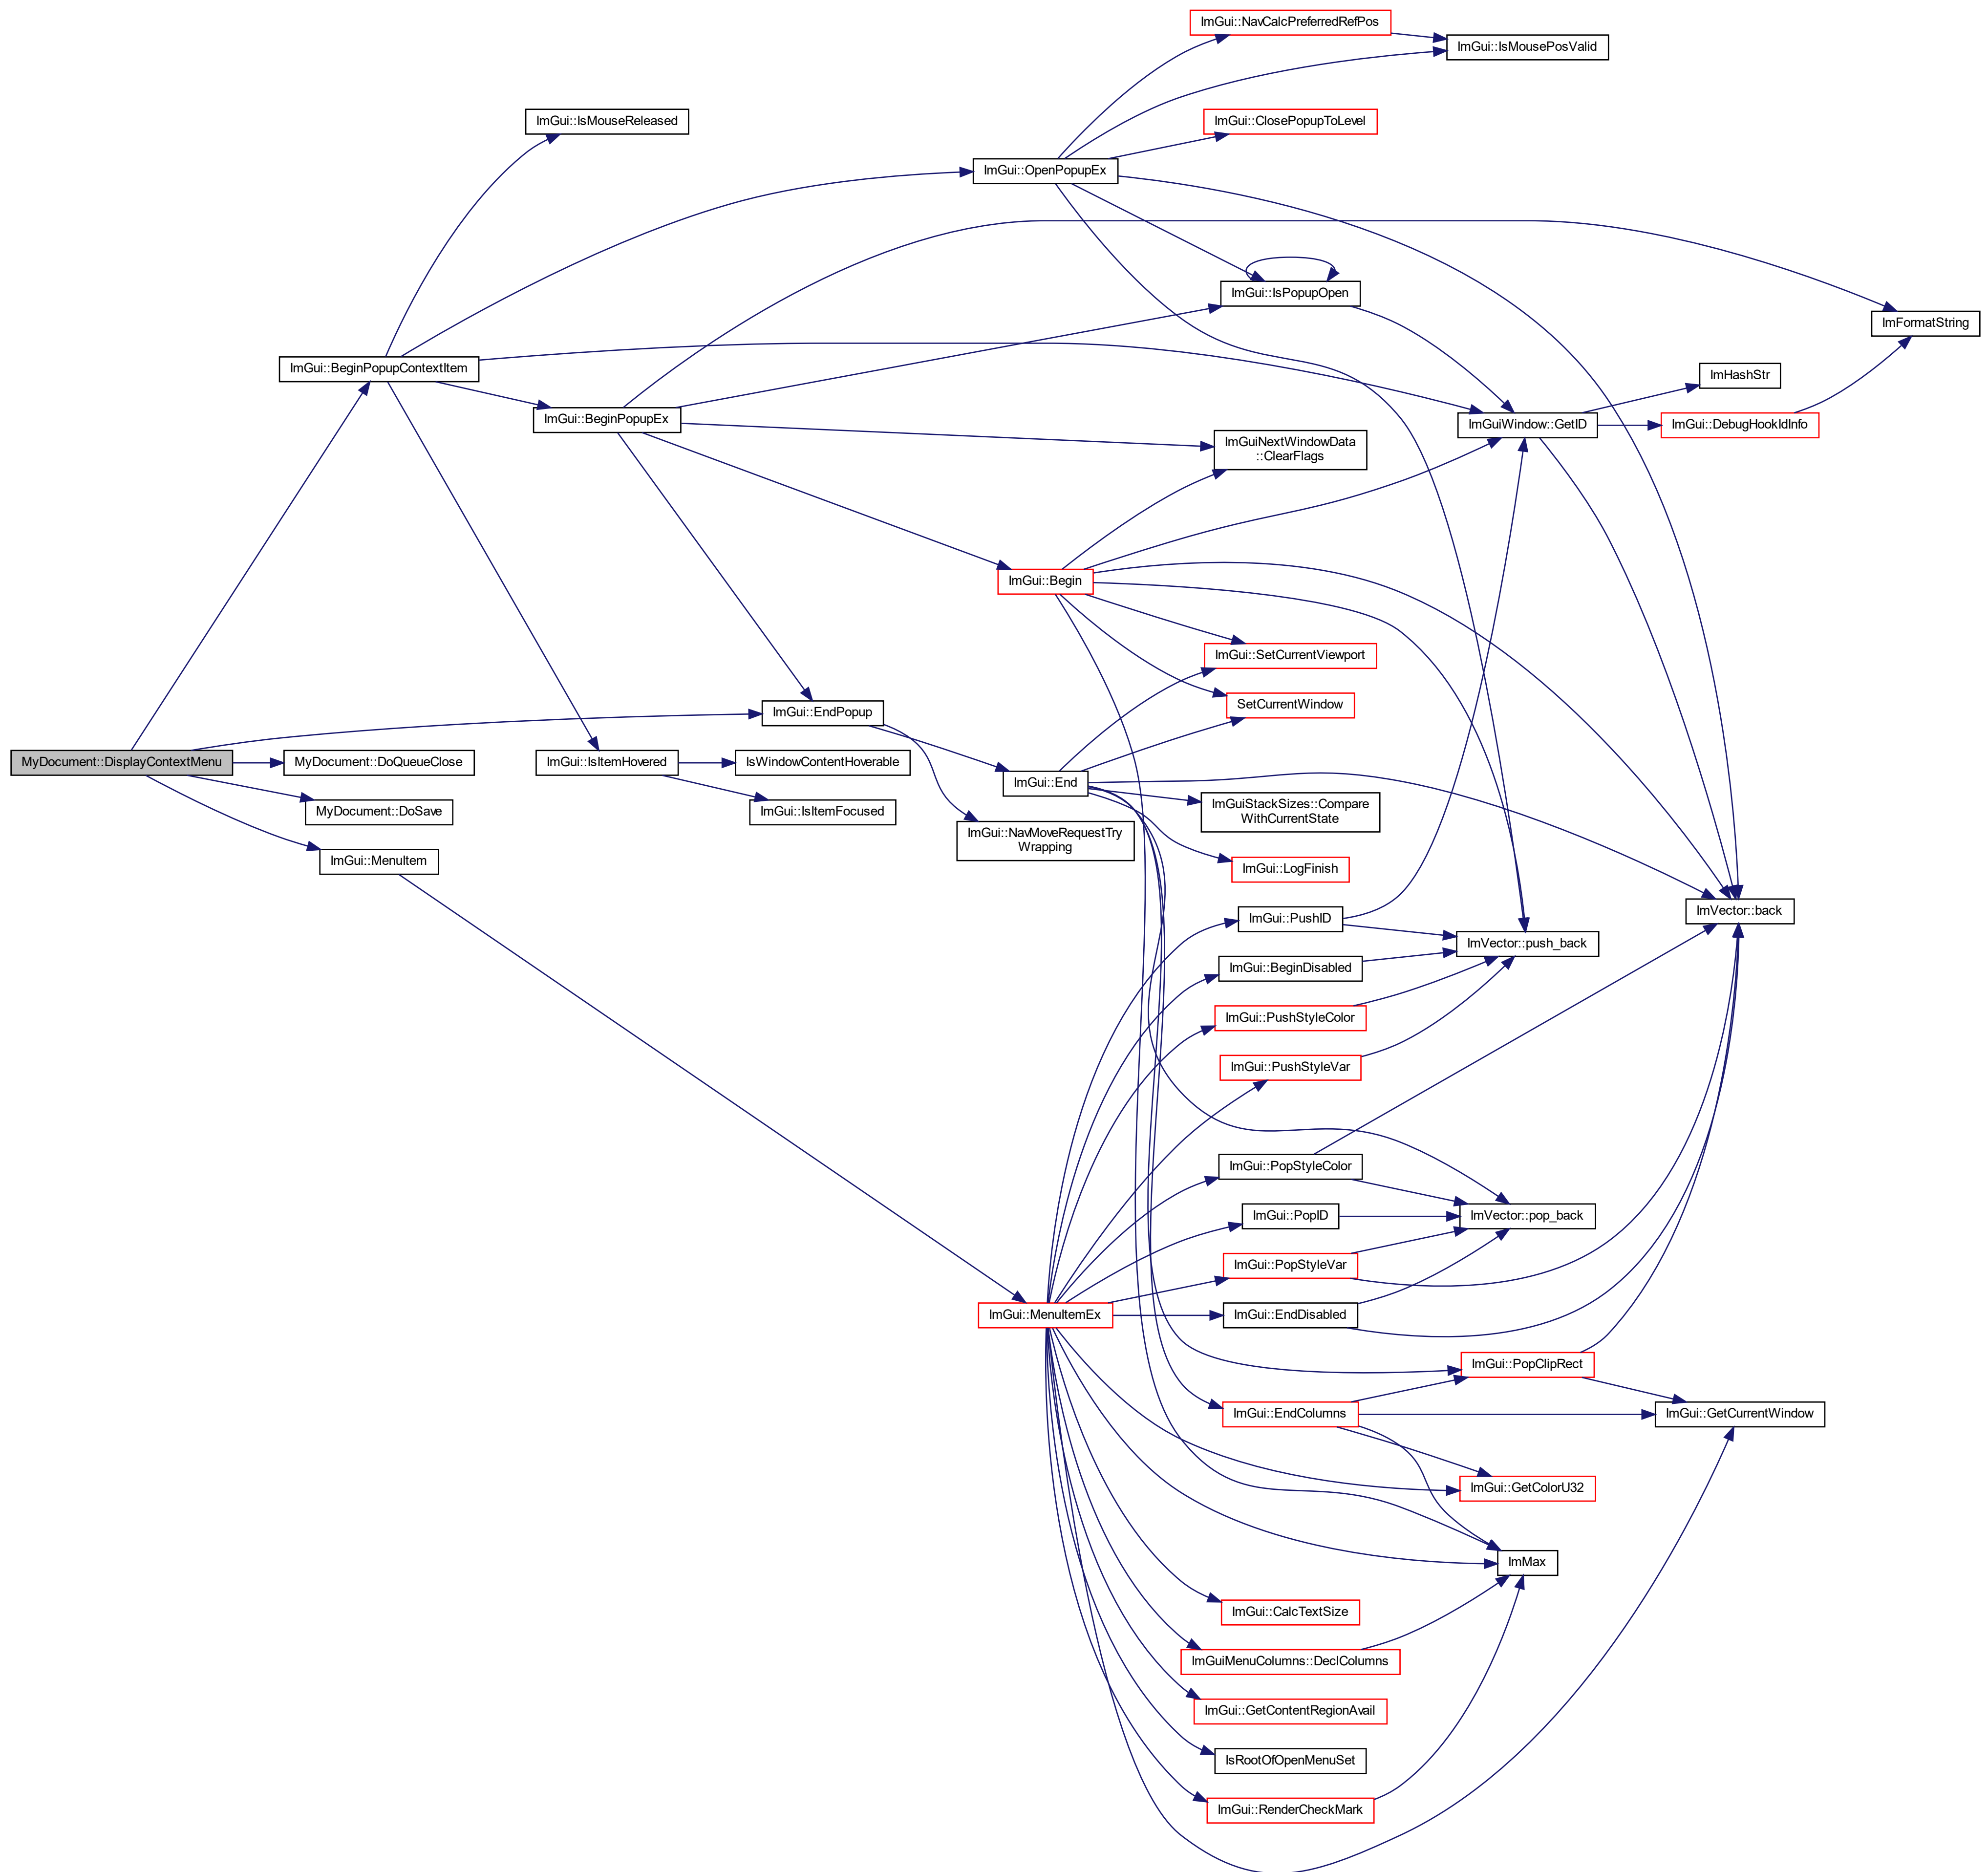 ImGui::NavCalcPreferredRefPos
ImGui::IsMousePosValid
ImGui::IsMouseReleased
ImGui::ClosePopupToLevel
ImGui::OpenPopupEx
ImGui::IsPopupOpen
ImFormatString
ImGui::BeginPopupContextItem
ImHashStr
ImGui::BeginPopupEx
ImGuiWindow::GetID
ImGui::DebugHookIdInfo
ImGuiNextWindowData
::ClearFlags
ImGui::Begin
ImGui::SetCurrentViewport
SetCurrentWindow
ImGui::EndPopup
MyDocument::DisplayContextMenu
MyDocument::DoQueueClose
ImGui::IsItemHovered
IsWindowContentHoverable
ImGui::End
MyDocument::DoSave
ImGui::IsItemFocused
ImGuiStackSizes::Compare
WithCurrentState
ImGui::NavMoveRequestTry
Wrapping
ImGui::MenuItem
ImGui::LogFinish
ImVector::back
ImGui::PushID
ImVector::push_back
ImGui::BeginDisabled
ImGui::PushStyleColor
ImGui::PushStyleVar
ImGui::PopStyleColor
ImGui::PopID
ImVector::pop_back
ImGui::PopStyleVar
ImGui::MenuItemEx
ImGui::EndDisabled
ImGui::PopClipRect
ImGui::EndColumns
ImGui::GetCurrentWindow
ImGui::GetColorU32
ImMax
ImGui::CalcTextSize
ImGuiMenuColumns::DeclColumns
ImGui::GetContentRegionAvail
IsRootOfOpenMenuSet
ImGui::RenderCheckMark